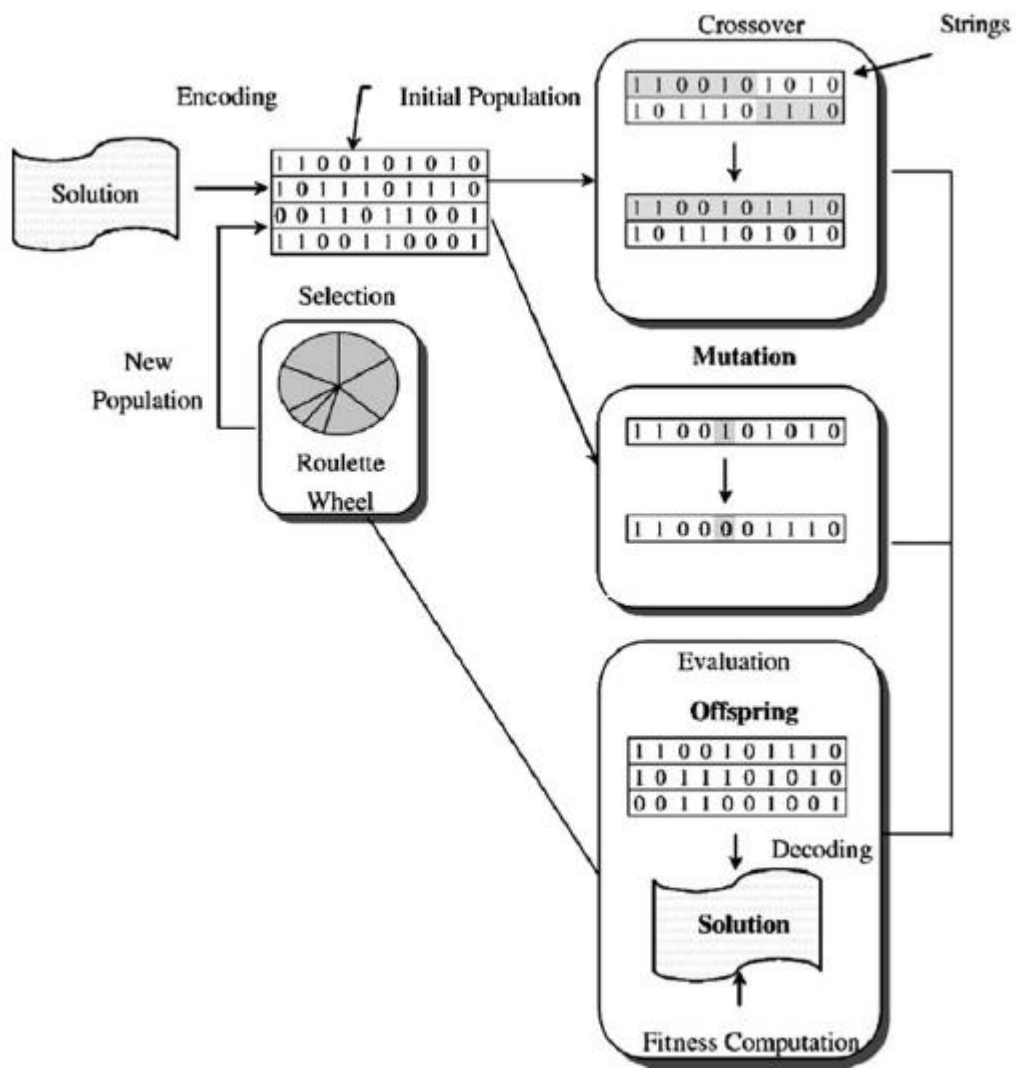 Crossover
Strings
Encoding
Initial Population
Solution
1 1 0 0 1 0 1 0 1 0
1 0 1 1 1 0 1 1 1 0
0 0 1 1 0 1 1 0 0 1
1 1 0 0 1 1 0 0 0 1
1 1 0 0 1 0 1 0 1 0
1 0 1 1 1 0 1 1 1 0
1 1 0 0 1 0 1 1 1 0
1 0 1 1 1 0 1 0 1 0
Selection
New
Population
Roulette
Wheel
Mutation
1 1 0 0 1 0 1 0 1 0
1 1 0 0 0 0 1 1 1 0
Evaluation
Offspring
1 1 0 0 1 0 1 1 1 0
1 0 1 1 1 0 1 0 1 0
0 0 1 1 0 0 1 0 0 1
Decoding
Solution
Fitness Computation